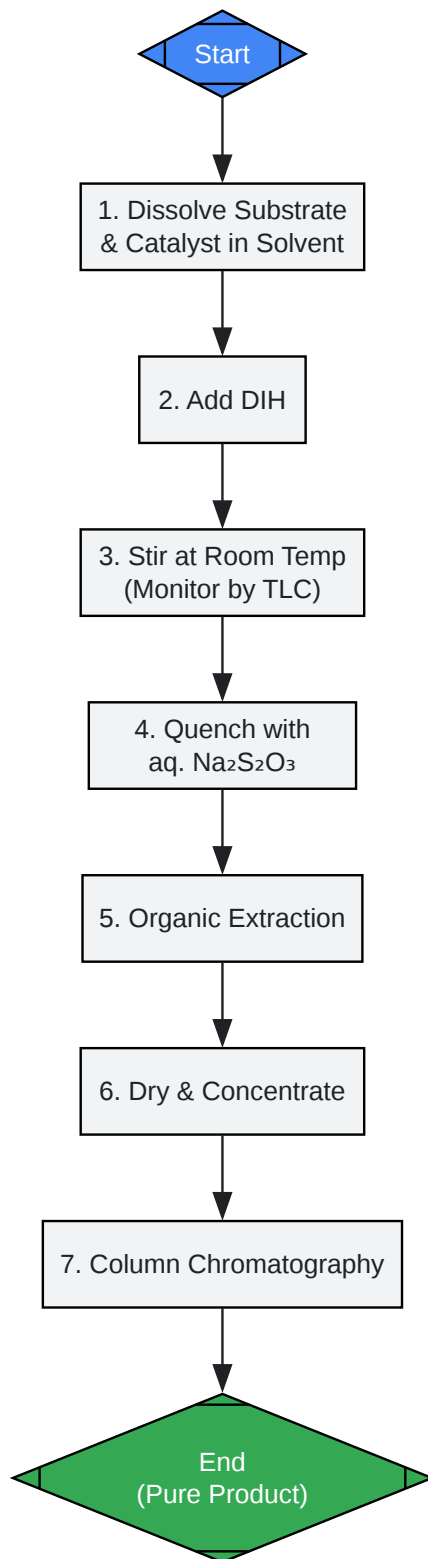 Start
1. Dissolve Substrate
& Catalyst in Solvent
2. Add DIH
3. Stir at Room Temp
(Monitor by TLC)
4. Quench with
aq. Na₂S₂O₃
5. Organic Extraction
6. Dry & Concentrate
7. Column Chromatography
End
(Pure Product)